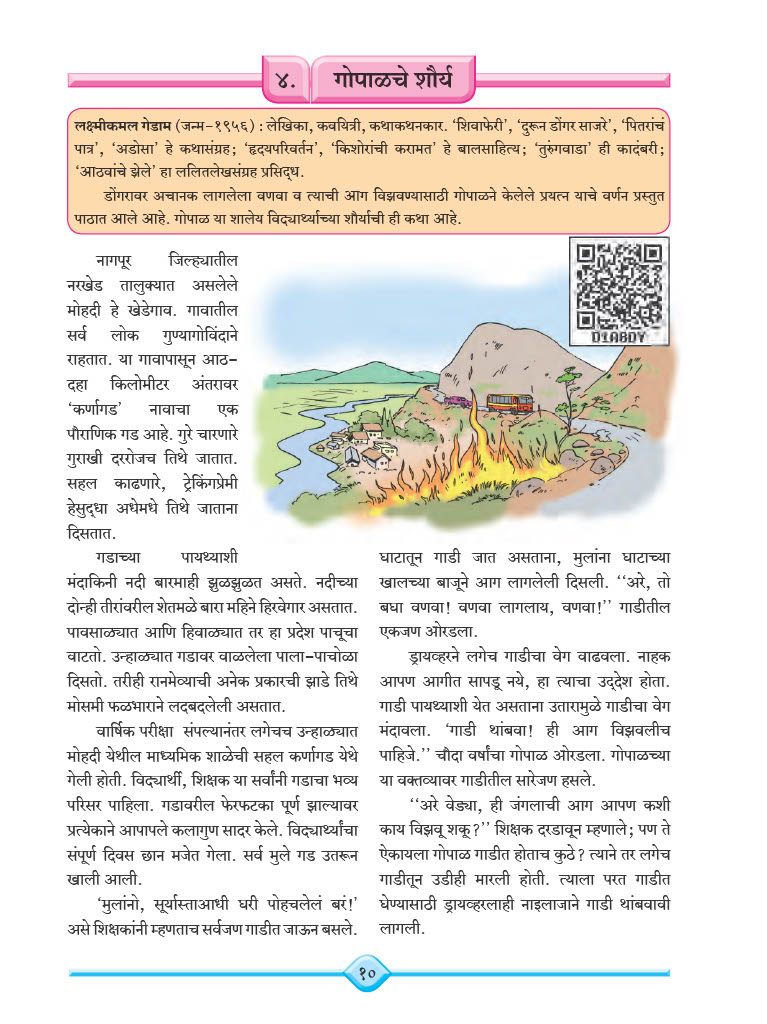 ४. गोपाळचे शौर्य
लक्ष्मीकमल गेडाम (जन्म-१९५६) : लेखिका, कवयित्री, कथाकथनकार. ‘शिवाफेरी’, ‘दुरून डोंगर साजरे’, ‘पितरांचं
पात्र’, ‘अडोसा’ हे कथासंग्रह; ‘हृदयपरिवर्तन’, ‘किशोरांची करामत’ हे बालसाहित्य; ‘तुरुंगवाडा’ ही कादंबरी;
‘आठवांचे झेले’ हा ललितलेखसंग्रह प्रसिद्ध.
डोंगरावर अचानक लागलेला वणवा व त्याची आग विझवण्यासाठी गोपाळने केलेले प्रयत्न याचे वर्णन प्रस्तुत
पाठात आले आहे. गोपाळ या शालेय विद्यार्थ्याच्या शौर्याची ही कथा आहे.
D1A8DY
नागपूर जिल्ह्यातील
नरखेड तालुक्यात असलेले
मोहदी हे खेडेगाव. गावातील
सर्व लोक गुण्यागोविंदाने
राहतात. या गावापासून आठ-
दहा किलोमीटर अंतरावर
‘कर्णागड’ नावाचा एक
पौराणिक गड आहे. गुरे चारणारे
गुराखी दररोजच तिथे जातात.
सहल काढणारे, ट्रेकिंगप्रेमी
हेसुद्धा अधेमधे तिथे जाताना
दिसतात.
गडाच्या पायथ्याशी
मंदाकिनी नदी बारमाही झुळझुळत असते. नदीच्या
दोन्ही तीरांवरील शेतमळे बारा महिने हिरवेगार असतात.
पावसाळ्यात आणि हिवाळ्यात तर हा प्रदेश पाचूचा
वाटतो. उन्हाळ्यात गडावर वाळलेला पाला-पाचोळा
दिसतो. तरीही रानमेव्याची अनेक प्रकारची झाडे तिथे
मोसमी फळभाराने लदबदलेली असतात.
वार्षिक परीक्षा संपल्यानंतर लगेचच उन्हाळ्यात
मोहदी येथील माध्यमिक शाळेची सहल कर्णागड येथे
गेली होती. विद्यार्थी, शिक्षक या सर्वांनी गडाचा भव्य
परिसर पाहिला. गडावरील फेरफटका पूर्ण झाल्यावर
प्रत्येकाने आपापले कलागुण सादर केले. विद्यार्थ्यांचा
संपूर्ण दिवस छान मजेत गेला. सर्व मुले गड उतरून
खाली आली.
‘मुलांनो, सूर्यास्ताआधी घरी पोहचलेलं बरं!’
असे शिक्षकांनी म्हणताच सर्वजण गाडीत जाऊन बसले.
घाटातून गाडी जात असताना, मुलांना घाटाच्या
खालच्या बाजूने आग लागलेली दिसली. ‘‘अरे, तो
बघा वणवा! वणवा लागलाय, वणवा!’’ गाडीतील
एकजण ओरडला.
ड्रायव्हरने लगेच गाडीचा वेग वाढवला. नाहक
आपण आगीत सापडू नये, हा त्याचा उद्देश होता.
गाडी पायथ्याशी येत असताना उतारामुळे गाडीचा वेग
मंदावला. ‘गाडी थांबवा! ही आग विझवलीच
पाहिजे.’’ चौदा वर्षांचा गोपाळ ओरडला. गोपाळच्या
या वक्तव्यावर गाडीतील सारेजण हसले.
‘‘अरे वेड्या, ही जंगलाची आग आपण कशी
काय विझवू शकू?’’ शिक्षक दरडावून म्हणाले; पण ते
ऐकायला गोपाळ गाडीत होताच कुठे? त्याने तर लगेच
गाडीतून उडीही मारली होती. त्याला परत गाडीत
घेण्यासाठी ड्रायव्हरलाही नाइलाजाने गाडी थांबवावी
लागली.
१०